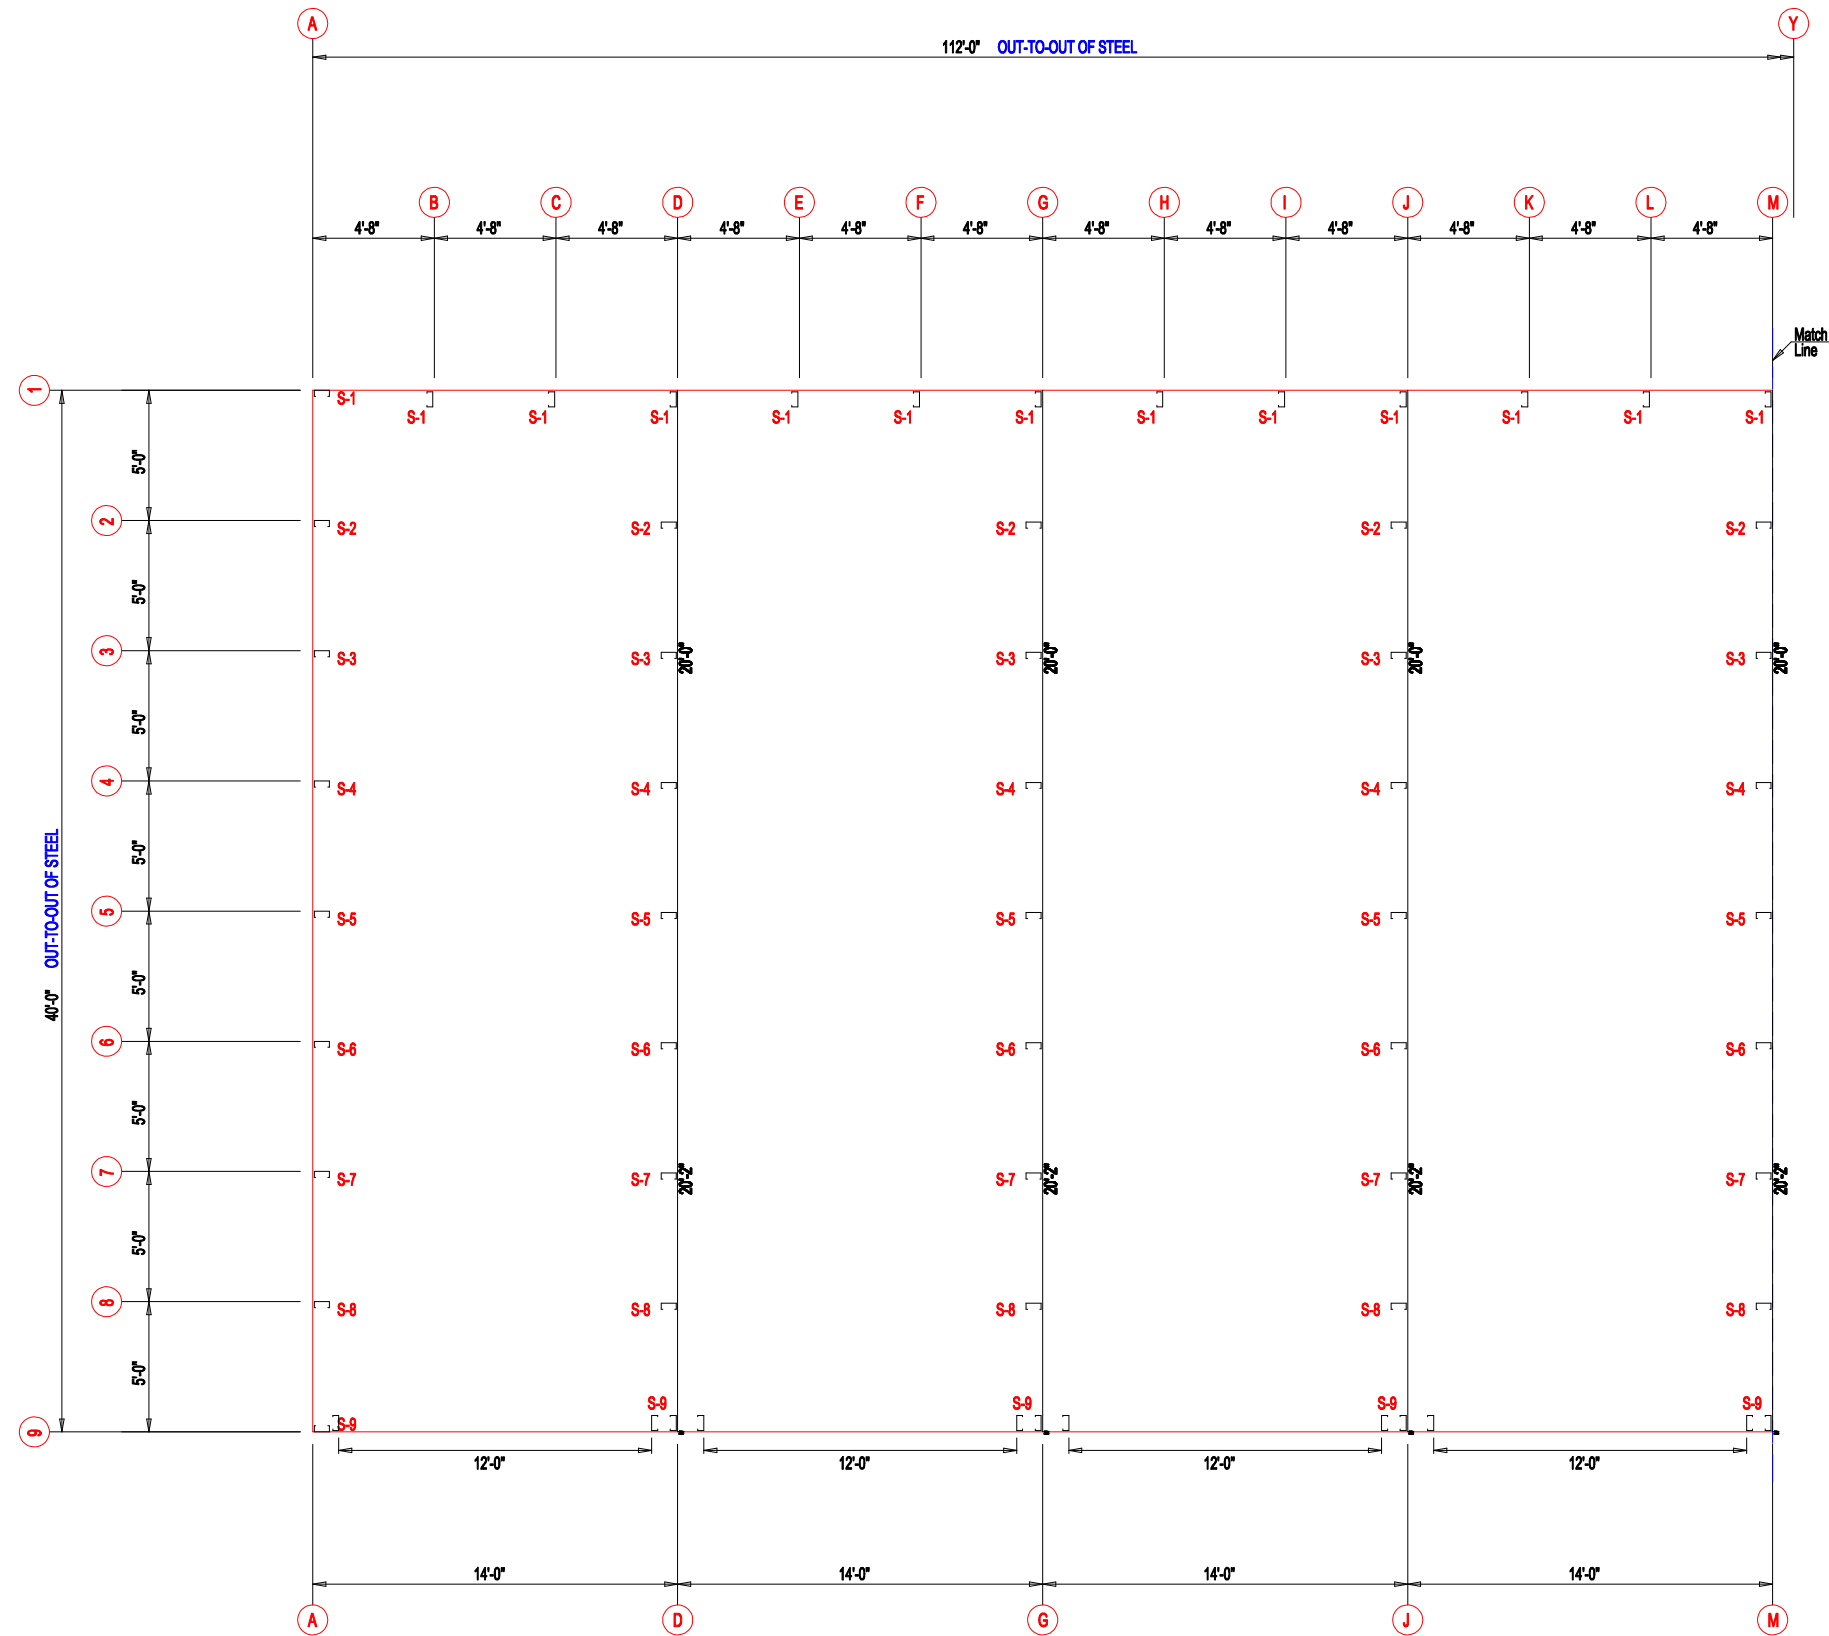 A Y
112'-0" OUT-TO-OUT OF STEEL
B C D E F G H I J K L M
4'-8" 4'-8" 4'-8" 4'-8" 4'-8" 4'-8" 4'-8" 4'-8" 4'-8" 4'-8" 4'-8" 4'-8"
Match
Line
1
S-1
S-1 S-1 S-1 S-1 S-1 S-1 S-1 S-1 S-1 S-1 S-1 S-1
5'-0"
2 S-2 S-2 S-2 S-2 S-2
5'-0"
3 S-3 S-3 20'-0" S-3 20'-0" S-3 20'-0" S-3 20'-0"
5'-0"
4 S-4 S-4 S-4 S-4 S-4
5'-0"
40'-0" OUT-TO-OUT OF STEEL
5 S-5 S-5 S-5 S-5 S-5
5'-0"
6 S-6 S-6 S-6 S-6 S-6
5'-0"
7 S-7 S-7 20'-2" S-7 20'-2" S-7 20'-2" S-7 20'-2"
5'-0"
8 S-8 S-8 S-8 S-8 S-8
5'-0"
S-9 S-9 S-9 S-9
9 S-9
12'-0" 12'-0" 12'-0" 12'-0"
14'-0" 14'-0" 14'-0" 14'-0"
A D G J M